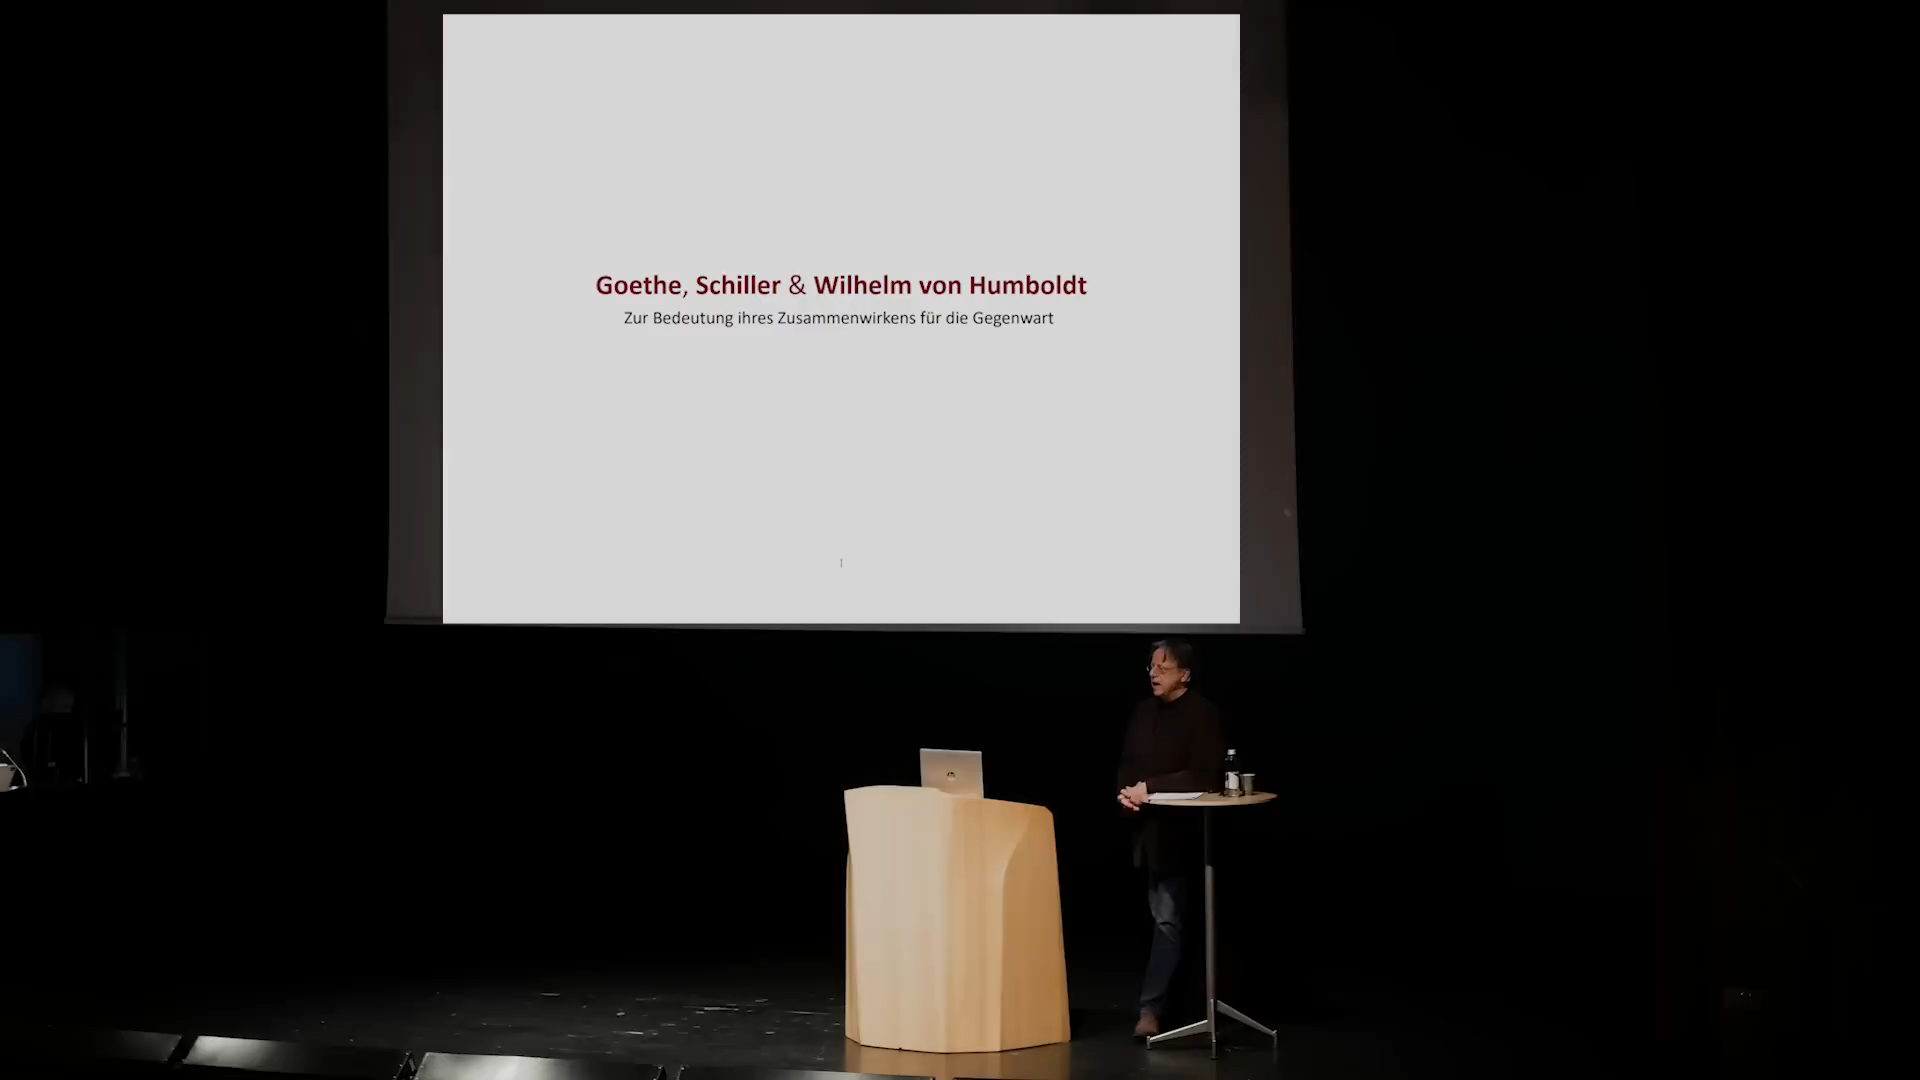 Goethe, Schiller & Wilhelm von Humboldt
Zur Bedeutung ihres Zusammenwirkens für die Gegenwart